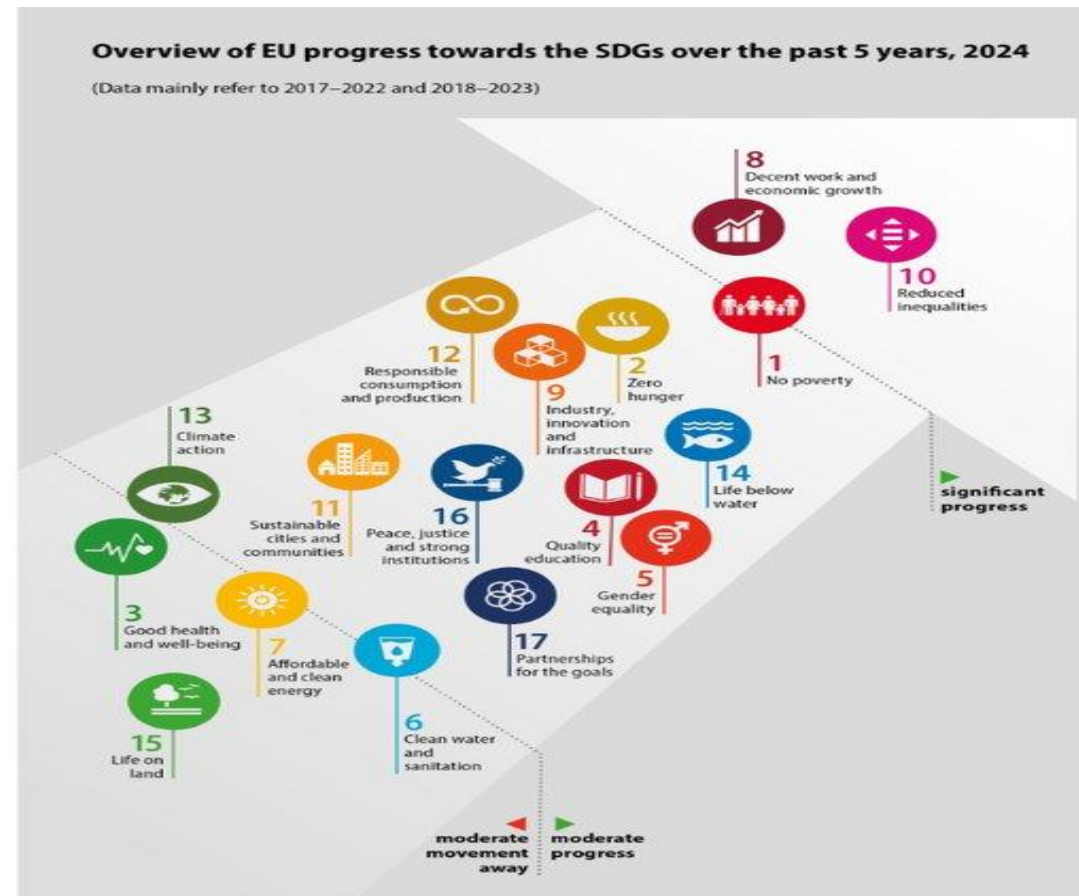 Overview of EU progress towards the SDGs over the past 5 years, 2024
(Data mainly refer to 2017–2022 and 2018–2023)
8
Decent work and
economic growth
10
Reduced
inequalities
1
No poverty
12
Responsible
consumption
and production
2
Zero
hunger
9
Industry,
innovation
and
infrastructure
13
Climate
action
14
Life below
water
significant
progress
11
Sustainable
cities and
communities
16
Peace, justice
and strong
institutions
4
Quality
education
5
Gender
equality
3
Good health
and well-being
7
Affordable
and clean
energy
17
Partnerships
for the goals
6
Clean water
and
sanitation
15
Life on
land
moderate
movement
away
moderate
progress